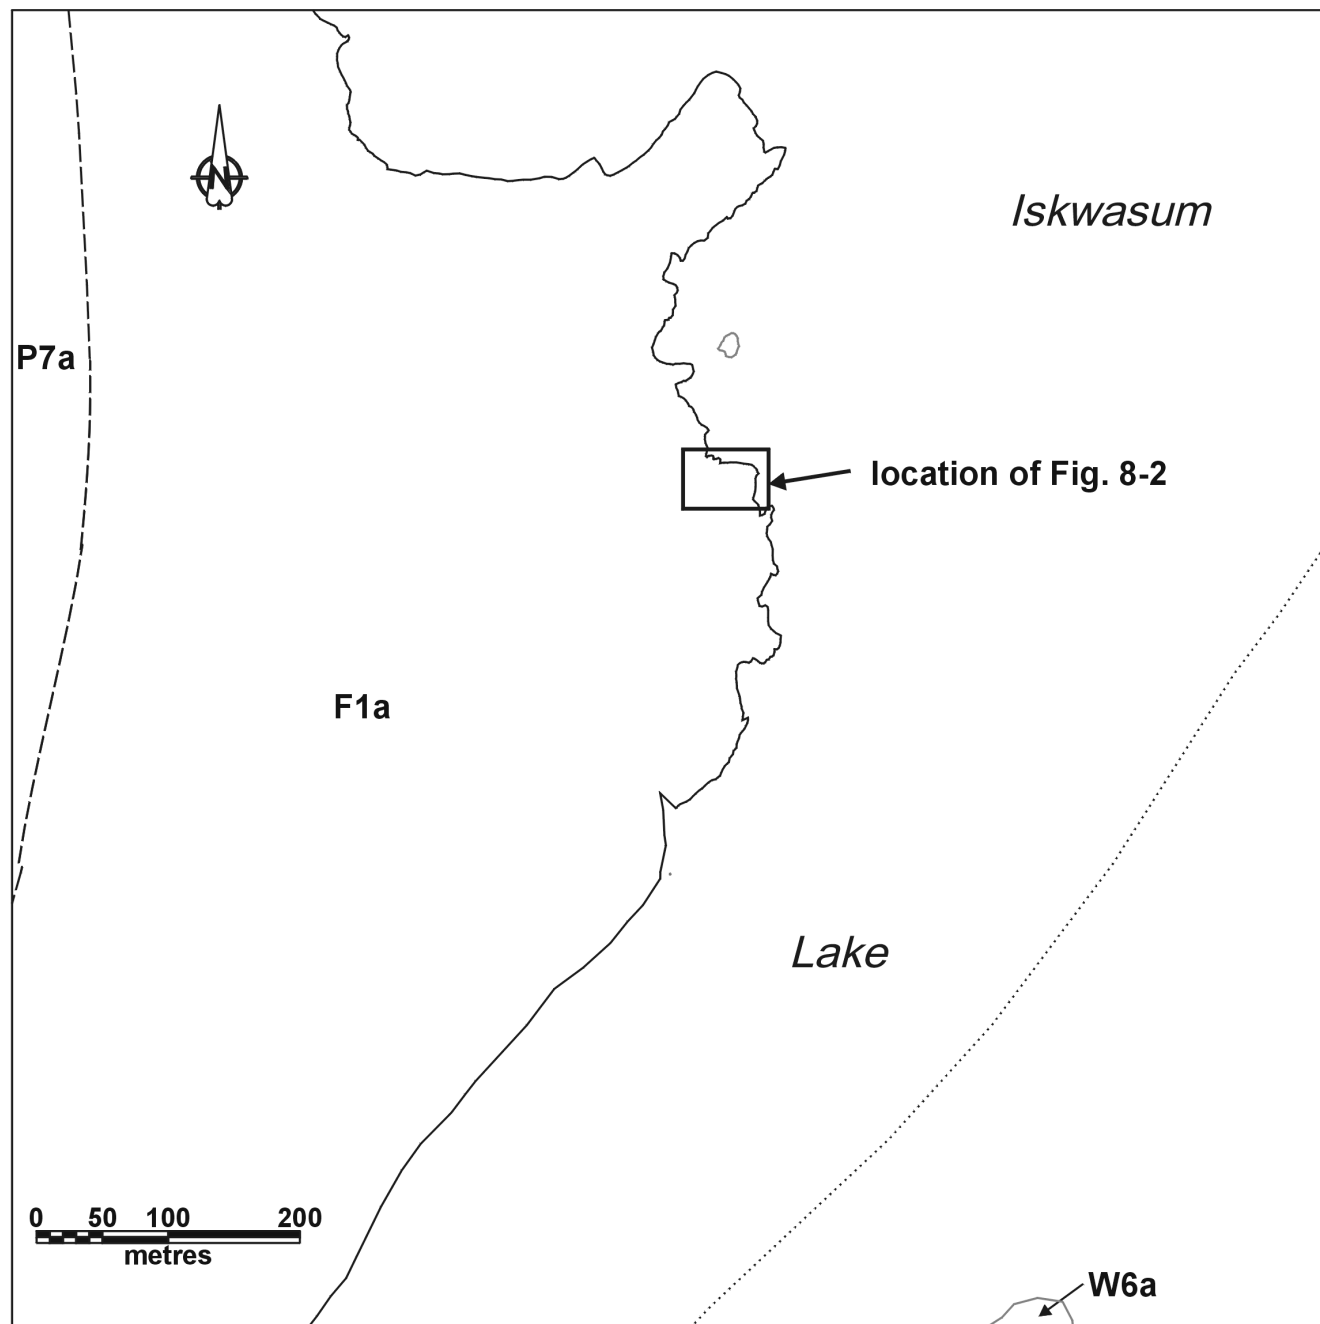 N
Iskwasum
P7a
location of Fig. 8-2
F1a
Lake
0 50 100 200
metres
W6a